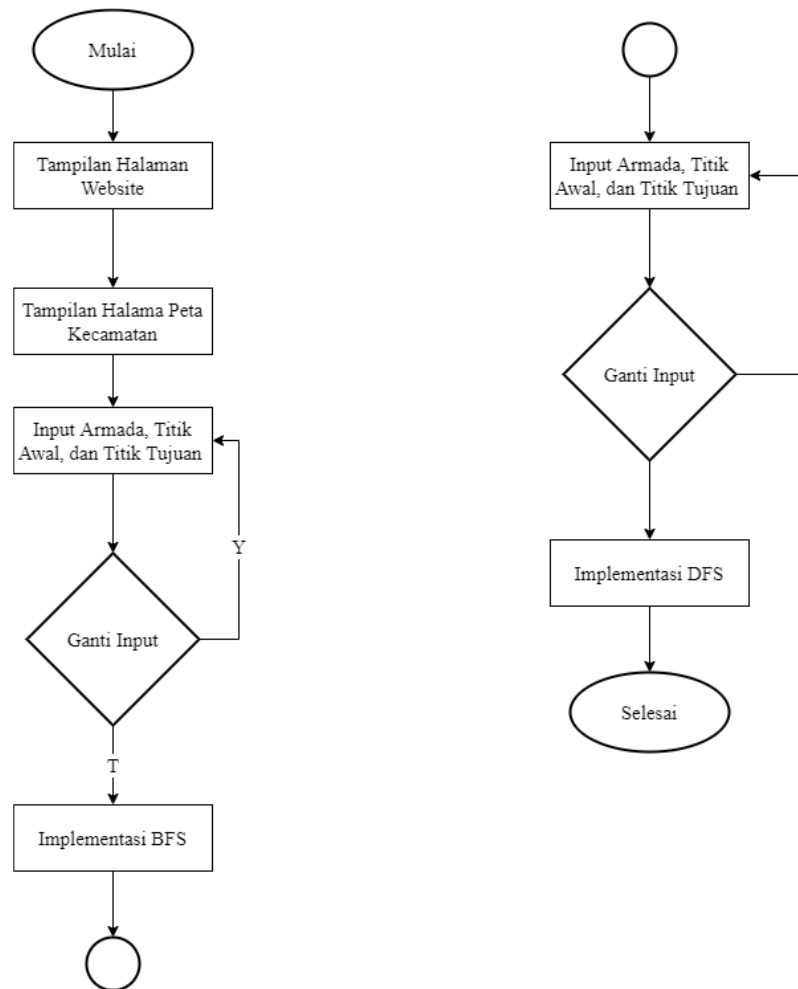 Mulai
Tampilan Halaman
Website
Tampilan Halama Peta
Kecamatan
Input Armada, Titik
Awal, dan Titik Tujuan
Y
Ganti Input
T
Implementasi BFS
Input Armada, Titik
Awal, dan Titik Tujuan
Ganti Input
Implementasi DFS
Selesai